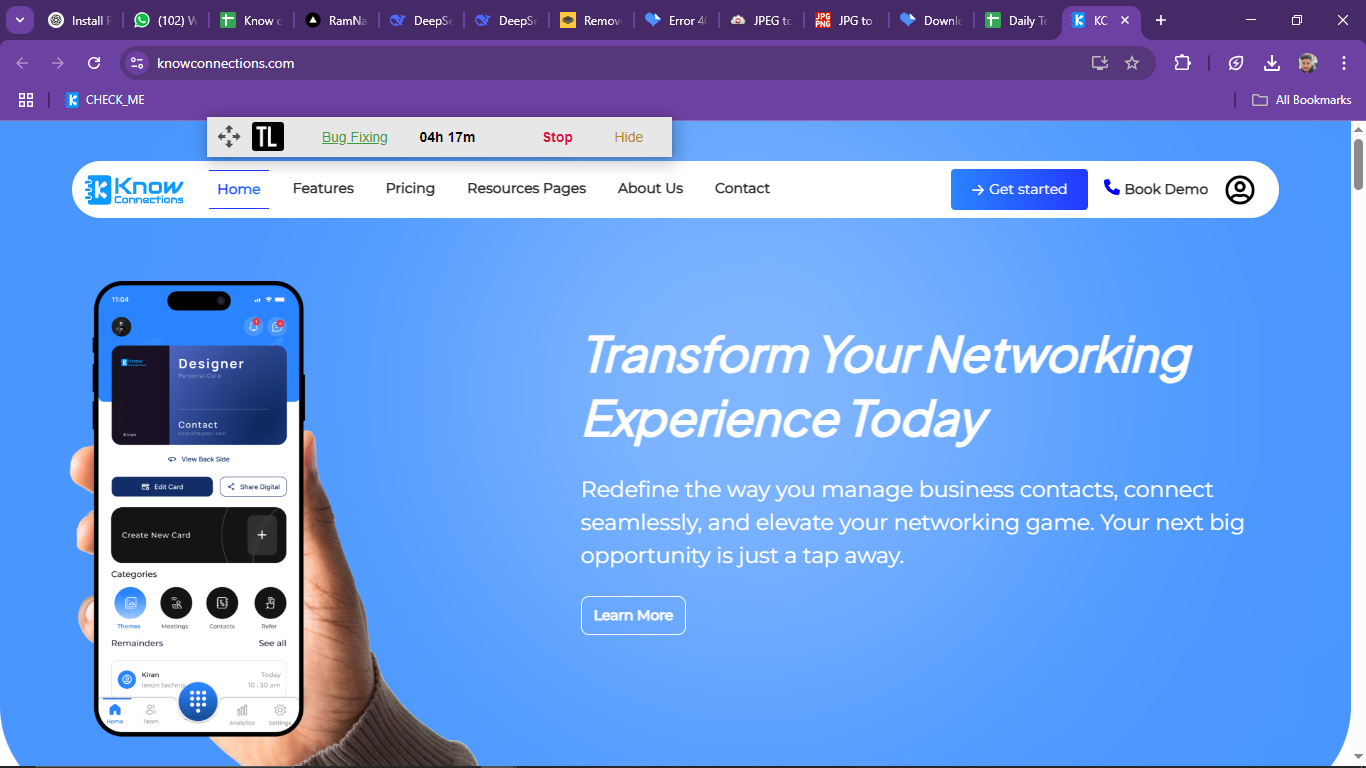 Install F
(102) W
Know c
RamNa
DeepSe
DeepSe
Remov
Error 40
JPEG to
JPG to
Downlo
Daily Te
KC
knowconnections.com
CHECK_ME
All Bookmarks
TL Bug Fixing 04h 17m Stop Hide
Know Connections
Home Features Pricing Resources Pages About Us Contact
Get started Book Demo
11:04
Designer
Personal Card
Contact
Kiran
View Back Side
Edit Card Share Digital
Create New Card
Categories
Themes Meetings Contacts Refer
Remainders See all
Kiran Today
levon techno 10 : 30 am
Home Team Analytics Settings
Transform Your Networking
Experience Today
Redefine the way you manage business contacts, connect
seamlessly, and elevate your networking game. Your next big
opportunity is just a tap away.
Learn More